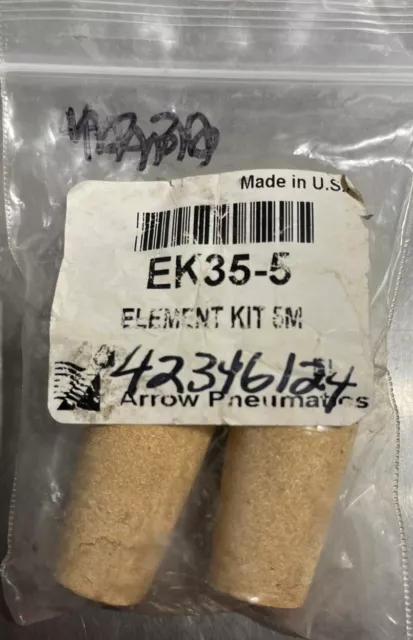 Made in U.S.
EK35-5
ELEMENT KIT 5M
42346124
Arrow Pneumatics